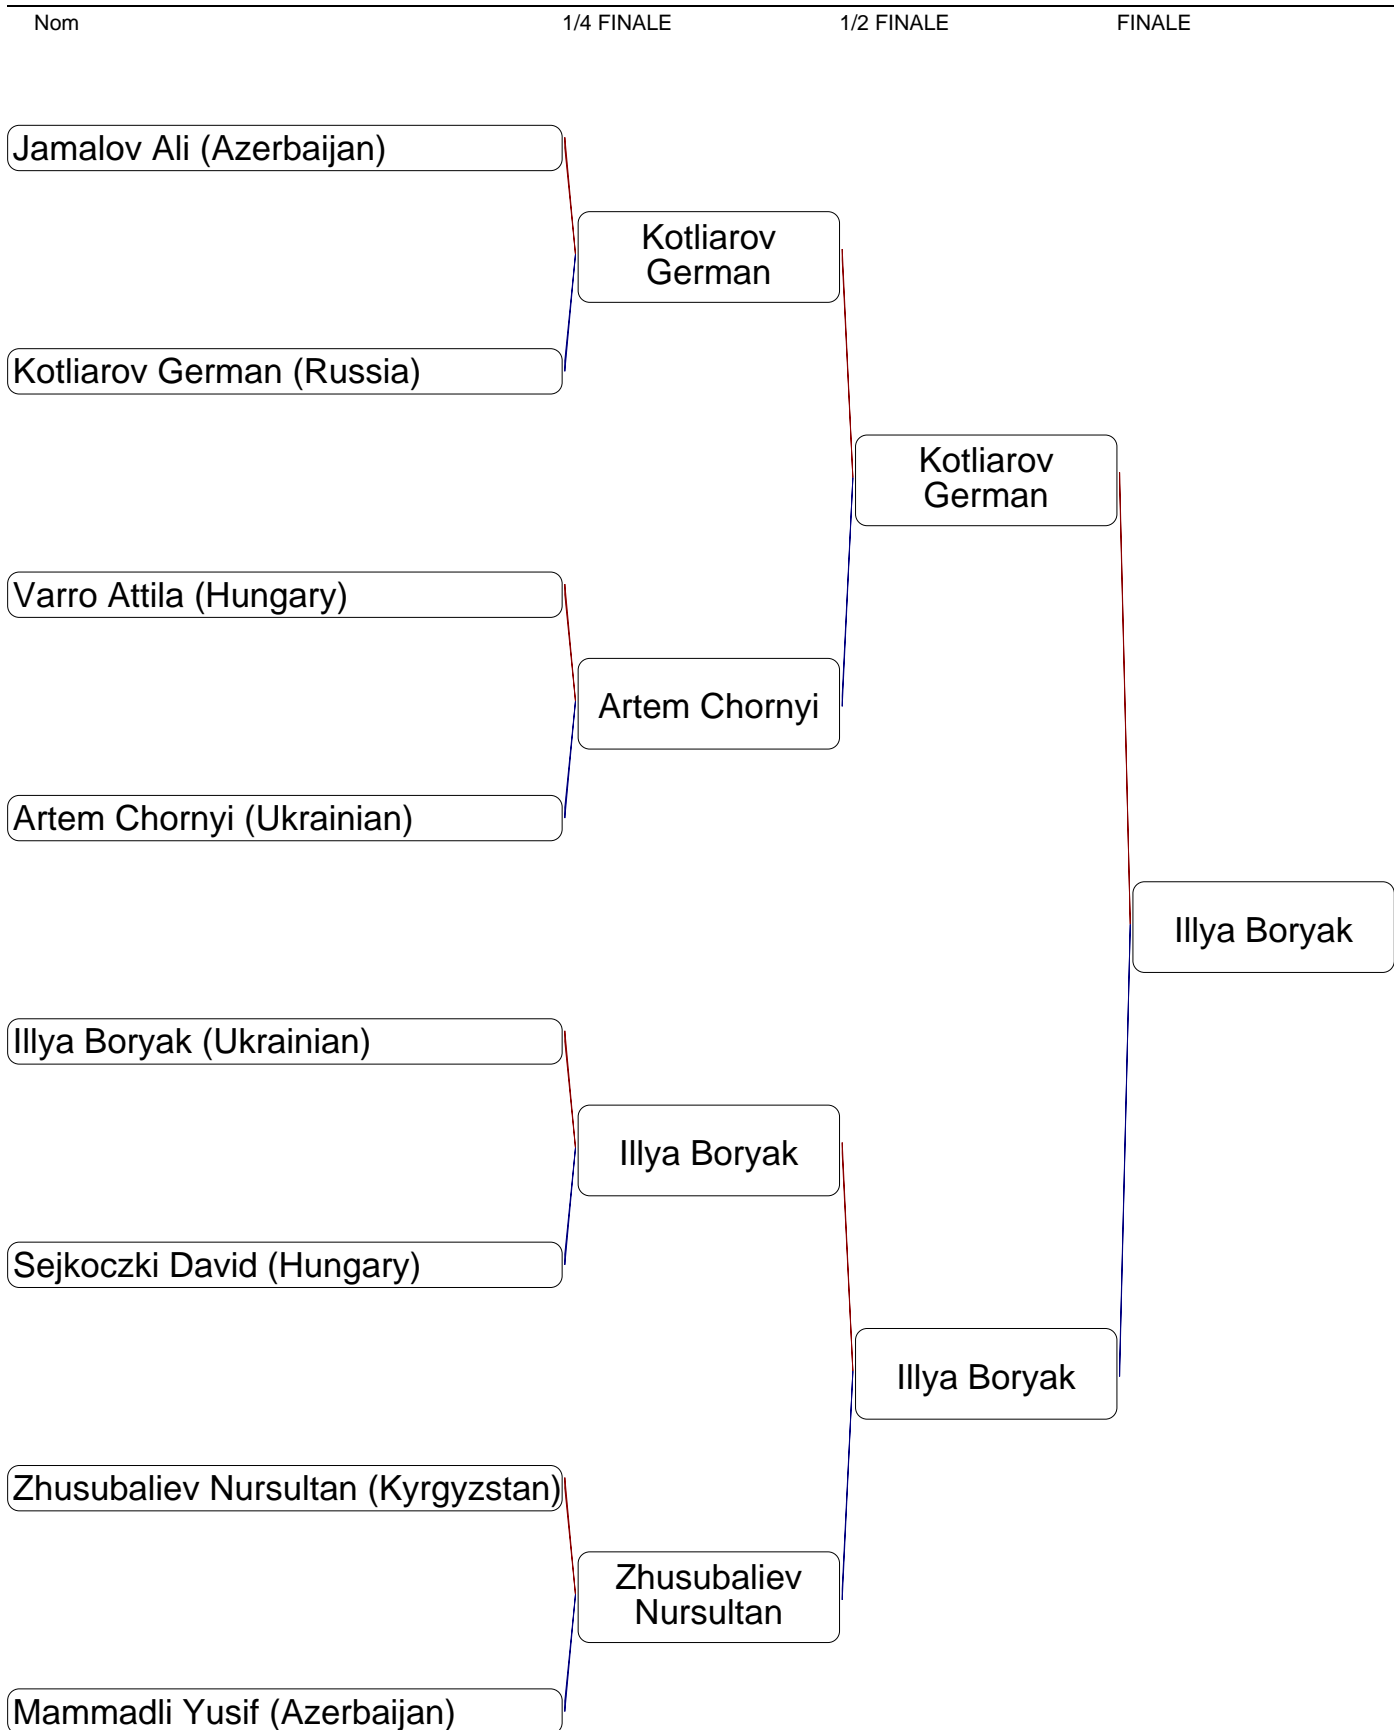 Nom 1/4 FINALE 1/2 FINALE FINALE
Jamalov Ali (Azerbaijan)
Kotliarov
German
Kotliarov German (Russia)
Kotliarov
German
Varro Attila (Hungary)
Artem Chornyi
Artem Chornyi (Ukrainian)
Illya Boryak
Illya Boryak (Ukrainian)
Illya Boryak
Sejkoczki David (Hungary)
Illya Boryak
Zhusubaliev Nursultan (Kyrgyzstan)
Zhusubaliev
Nursultan
Mammadli Yusif (Azerbaijan)